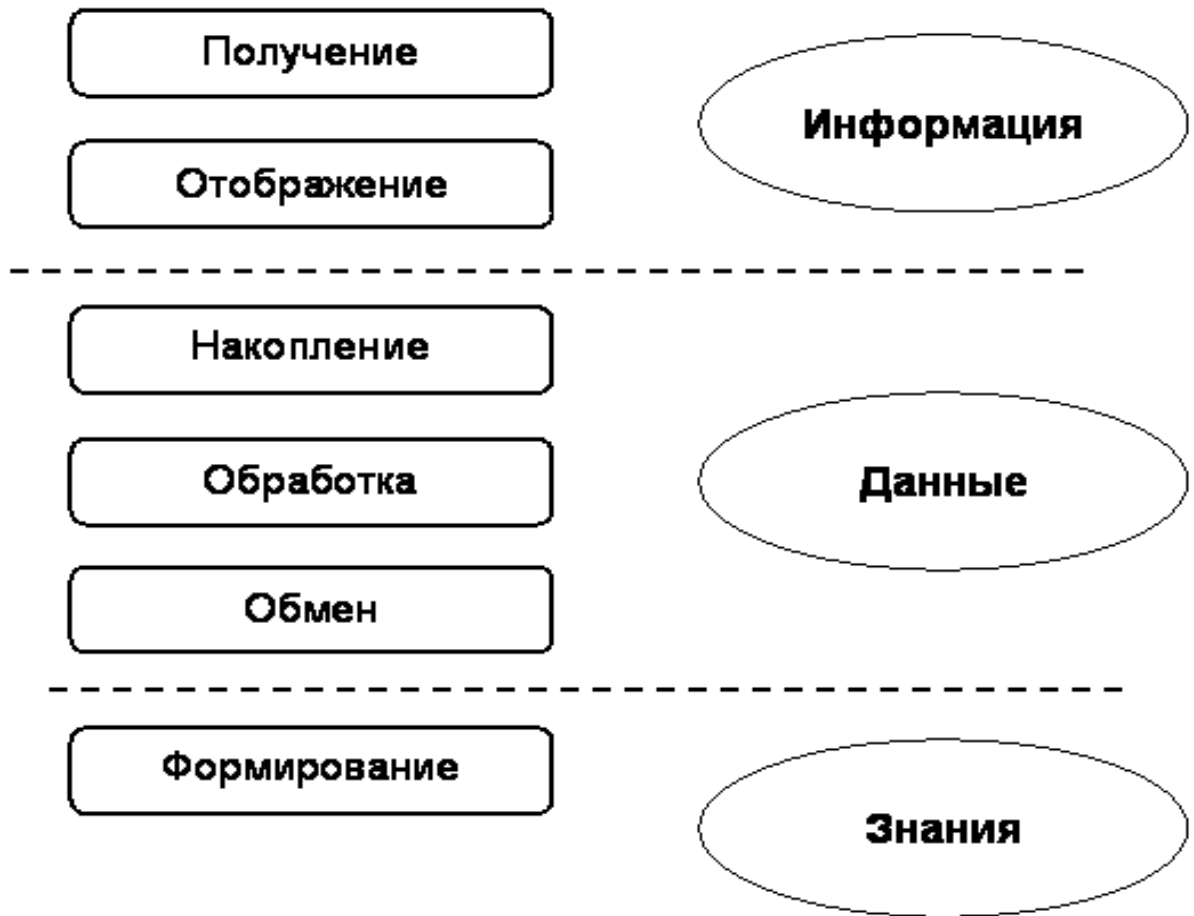 Получение
Информация
Отображение
Накопление
Обработка
Данные
Обмен
Формирование
Знания